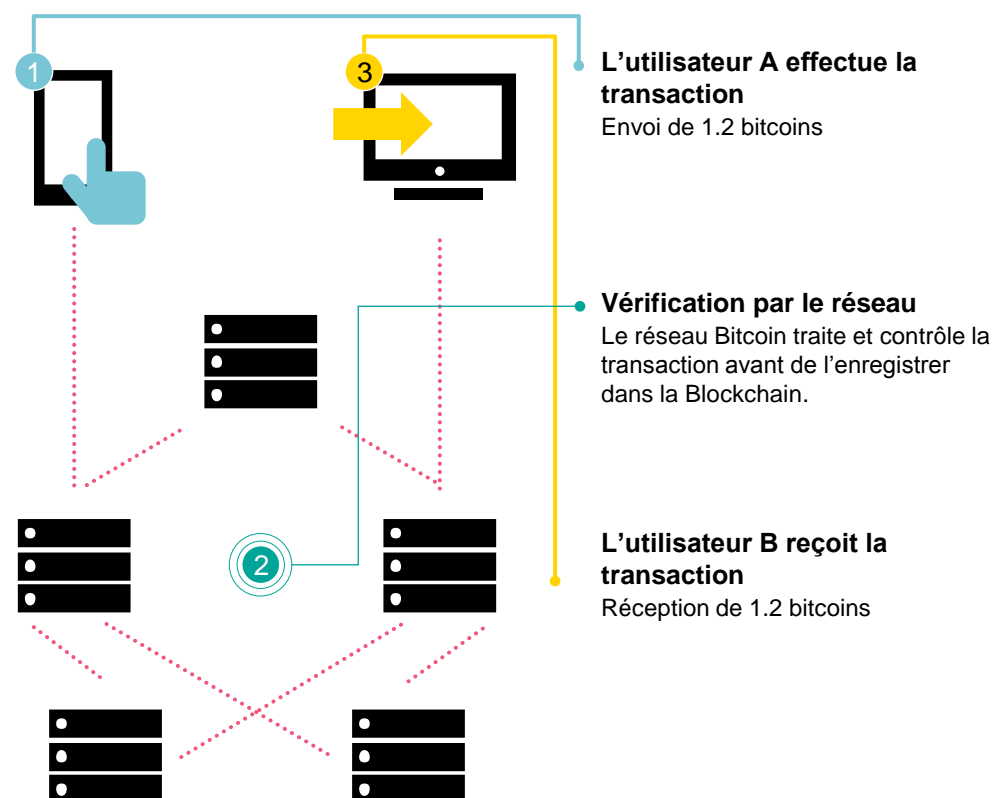 1
3
L’utilisateur A effectue la
transaction
Envoi de 1.2 bitcoins
Vérification par le réseau
Le réseau Bitcoin traite et contrôle la
transaction avant de l’enregistrer
dans la Blockchain.
2
L’utilisateur B reçoit la
transaction
Réception de 1.2 bitcoins